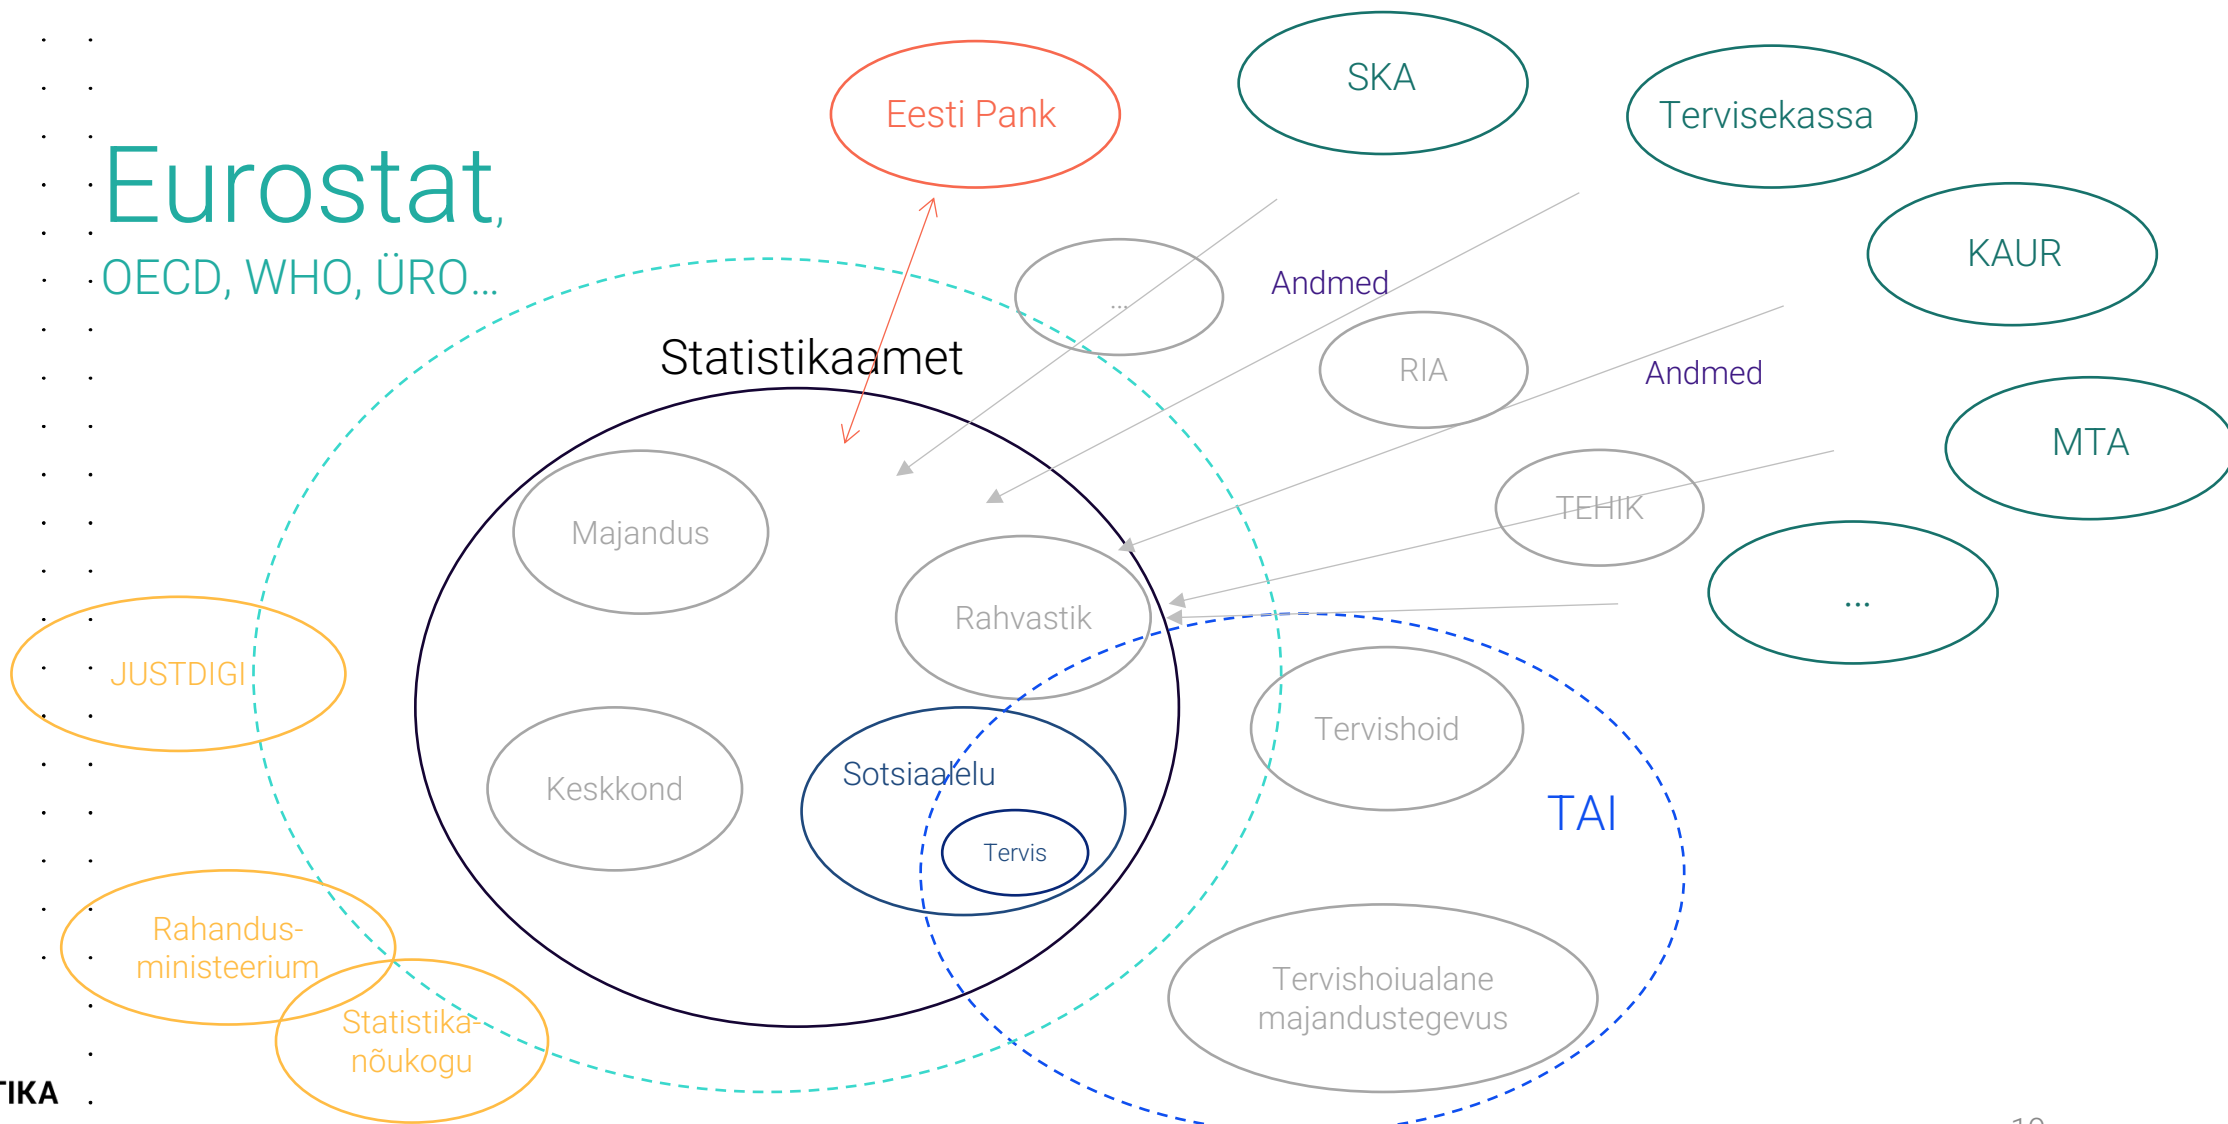 Eesti Pank
SKA
Tervisekassa
Eurostat,
OECD, WHO, ÜRO...
KAUR
...
Andmed
Statistikaamet
RIA
Andmed
MTA
Majandus
TEHIK
...
Rahvastik
JUSTDIGI
Tervishoid
Keskkond
Sotsiaalelu
TAI
Tervis
Rahandus-
ministeerium
Statistika-
nõukogu
Tervishoiualane
majandustegevus
TIKA